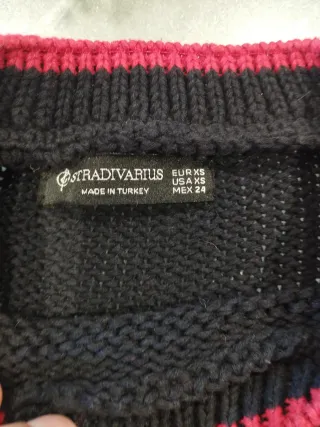 STRADIVARIUS
MADE IN TURKEY
EUR XS
USA XS
MEX 24